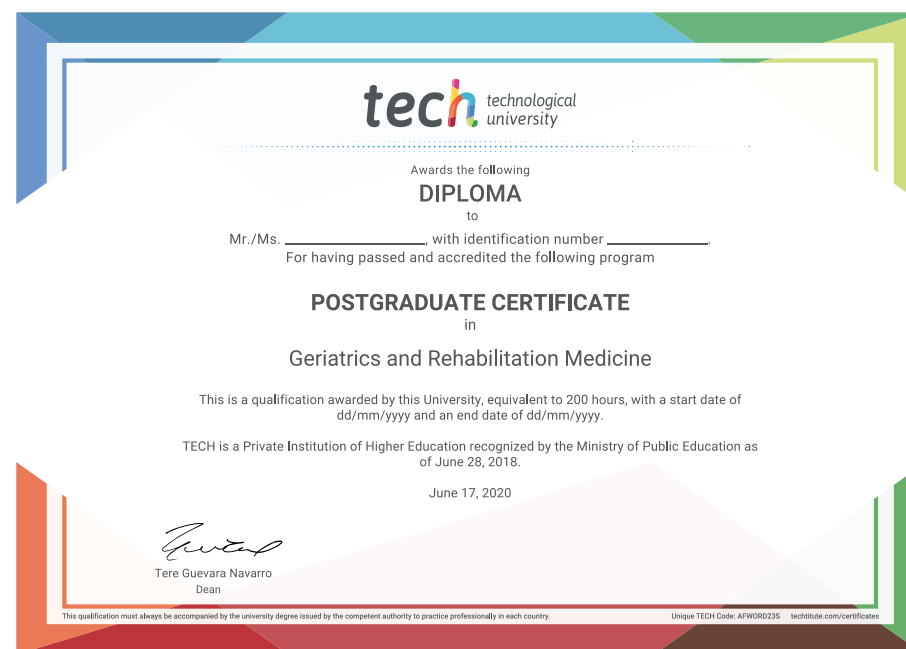 tech technological
university
Awards the following
DIPLOMA
to
Mr./Ms. ____________________, with identification number ______________.
For having passed and accredited the following program
POSTGRADUATE CERTIFICATE
in
Geriatrics and Rehabilitation Medicine
This is a qualification awarded by this University, equivalent to 200 hours, with a start date of
dd/mm/yyyy and an end date of dd/mm/yyyy.
TECH is a Private Institution of Higher Education recognized by the Ministry of Public Education as
of June 28, 2018.
June 17, 2020
Tere Guevara Navarro
Dean
This qualification must always be accompanied by the university degree issued by the competent authority to practice professionally in each country.
Unique TECH Code: AFWORD23S techtitute.com/certificates